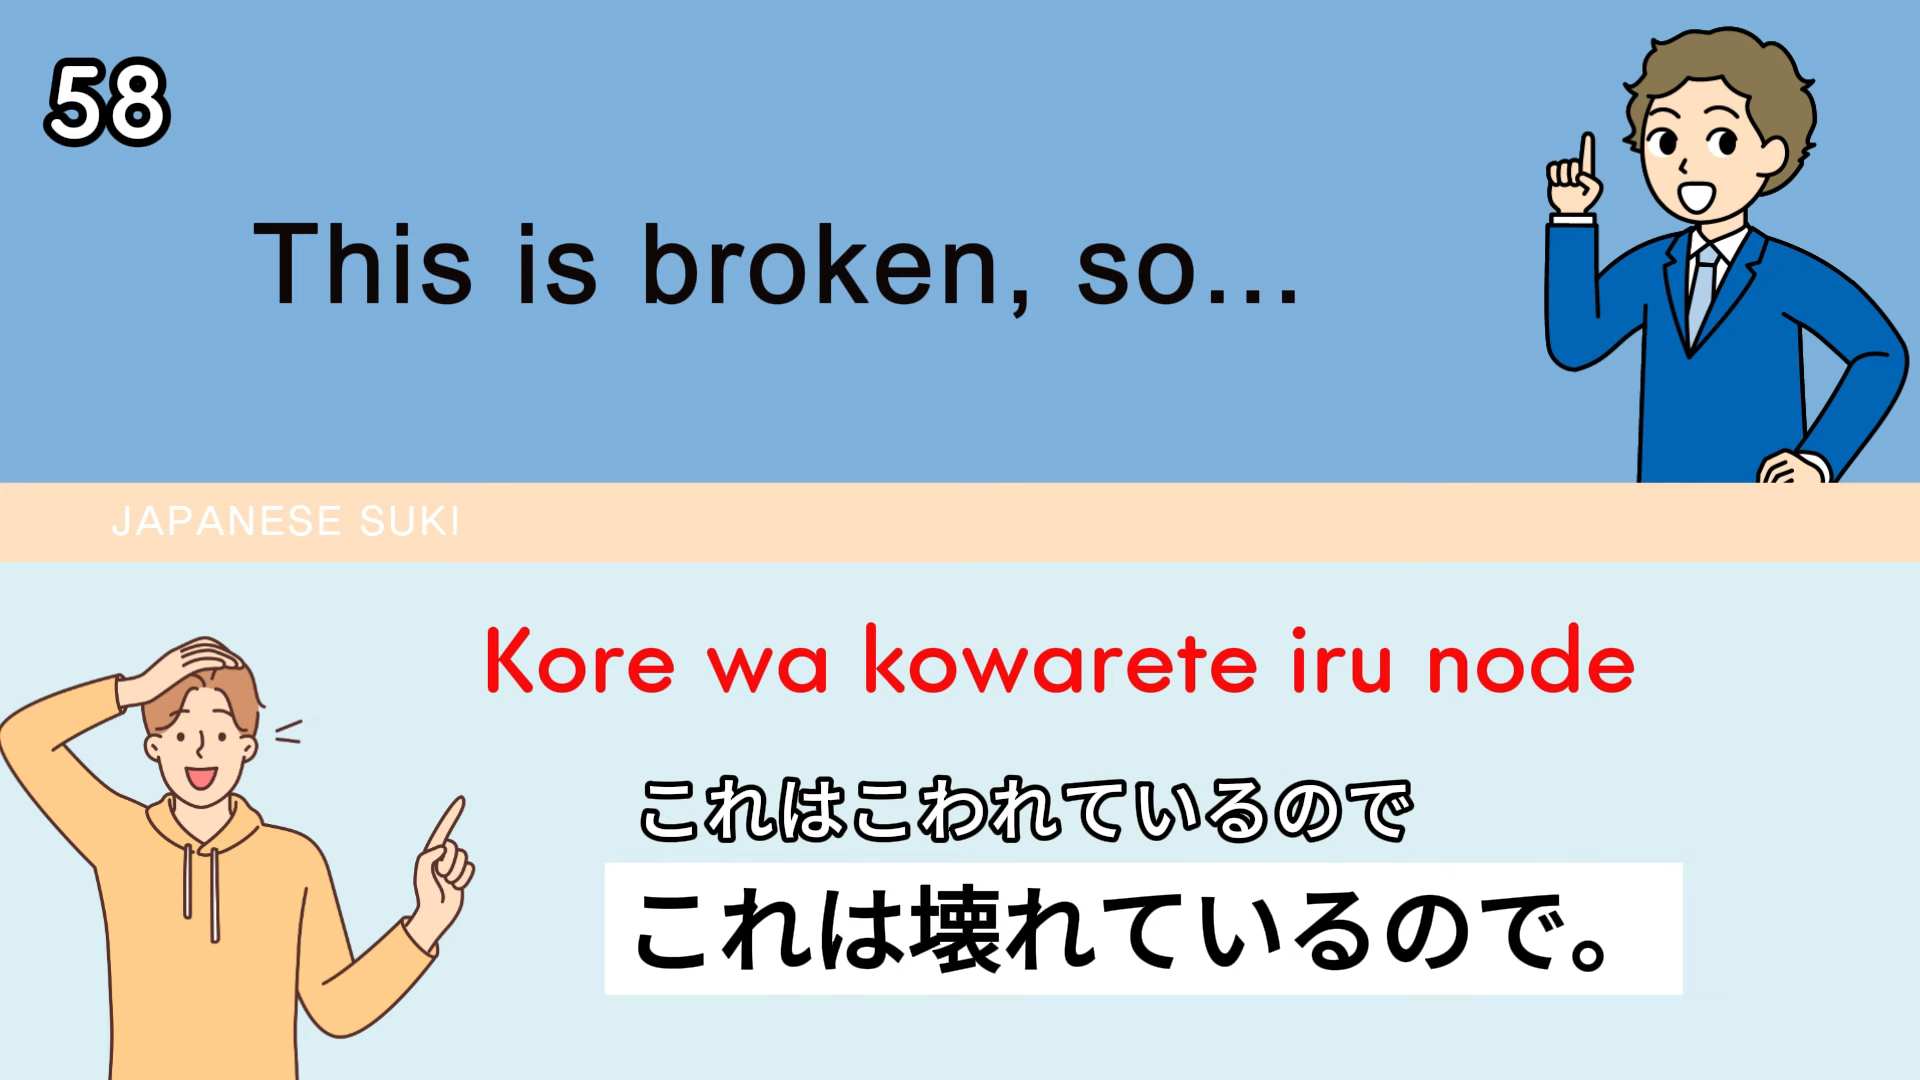 58
This is broken, so...
JAPANESE SUKI
Kore wa kowarete iru node
これはこわれているので
これは壊れているので。